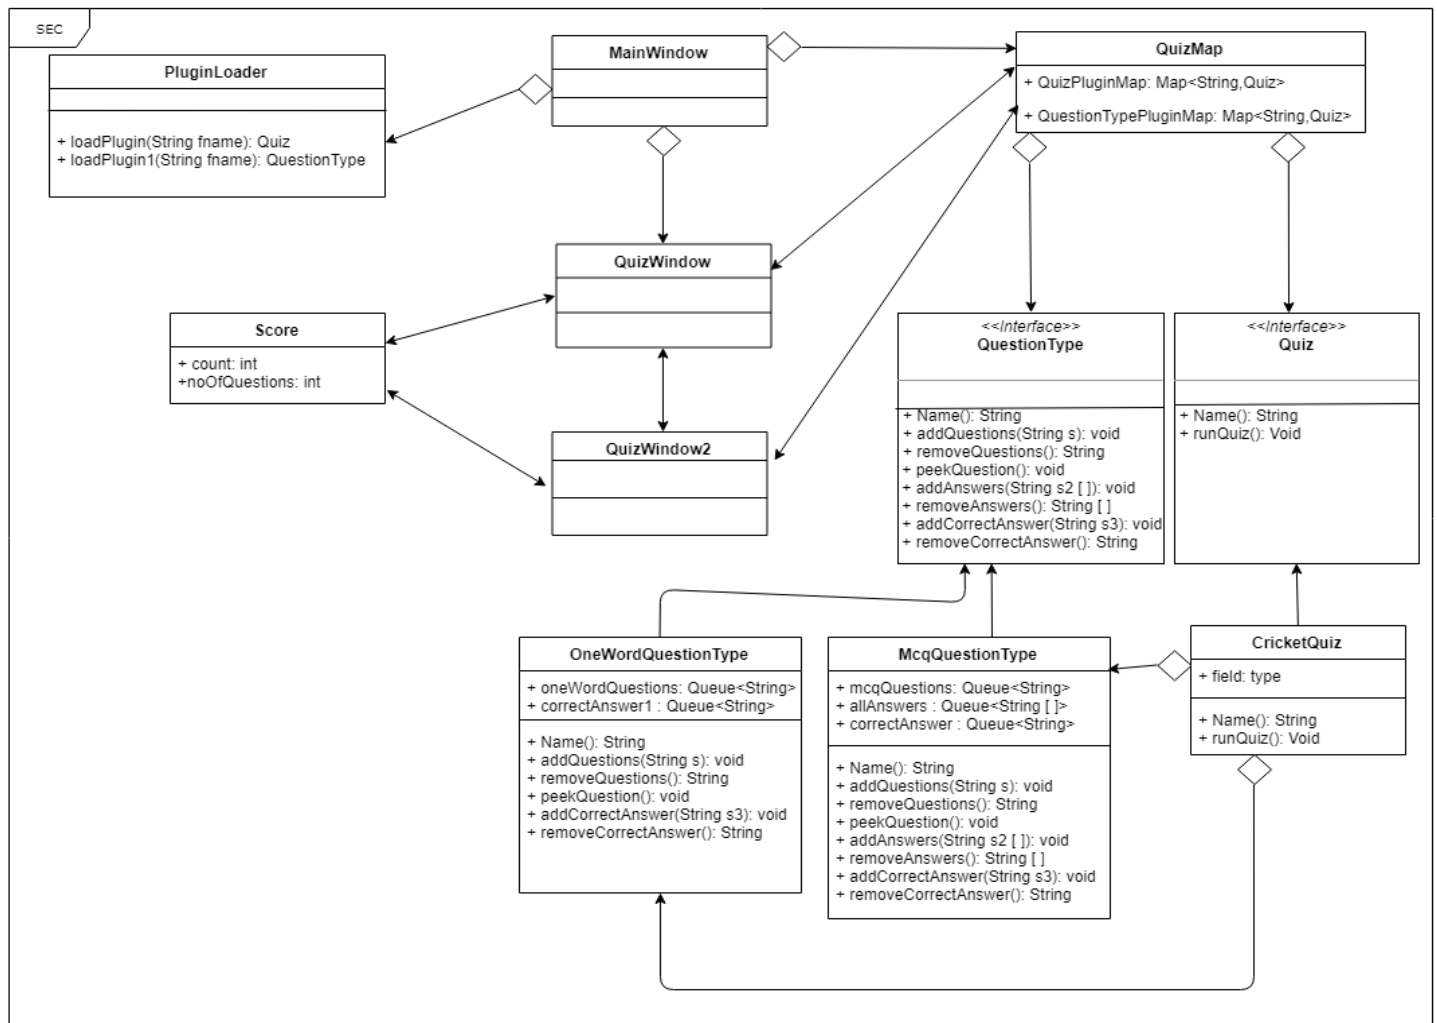 SEC
PluginLoader
+ loadPlugin(String fname): Quiz
+ loadPlugin1(String fname): QuestionType
MainWindow
QuizMap
+ QuizPluginMap: Map<String,Quiz>
+ QuestionTypePluginMap: Map<String,Quiz>
QuizWindow
Score
+ count: int
+noOfQuestions: int
QuizWindow2
<<Interface>>
QuestionType
+ Name(): String
+ addQuestions(String s): void
+ removeQuestions(): String
+ peekQuestion(): void
+ addAnswers(String s2 [ ]): void
+ removeAnswers(): String [ ]
+ addCorrectAnswer(String s3): void
+ removeCorrectAnswer(): String
<<Interface>>
Quiz
+ Name(): String
+ runQuiz(): Void
OneWordQuestionType
+ oneWordQuestions: Queue<String>
+ correctAnswer1 : Queue<String>
+ Name(): String
+ addQuestions(String s): void
+ removeQuestions(): String
+ peekQuestion(): void
+ addCorrectAnswer(String s3): void
+ removeCorrectAnswer(): String
McqQuestionType
+ mcqQuestions: Queue<String>
+ allAnswers : Queue<String [ ]>
+ correctAnswer : Queue<String>
+ Name(): String
+ addQuestions(String s): void
+ removeQuestions(): String
+ peekQuestion(): void
+ addAnswers(String s2 [ ]): void
+ removeAnswers(): String [ ]
+ addCorrectAnswer(String s3): void
+ removeCorrectAnswer(): String
CricketQuiz
+ field: type
+ Name(): String
+ runQuiz(): Void